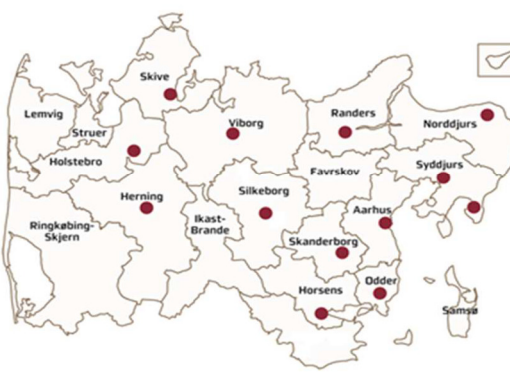 Skive
Lemvig
Randers
Viborg
Norddjurs
Struer
Holstebro
Syddjurs
Favrskov
Silkeborg
Herning
Aarhus
Ikast-
Brande
Ringkøbing-
Skjern
Skanderborg
Odder
Horsens
Samsø